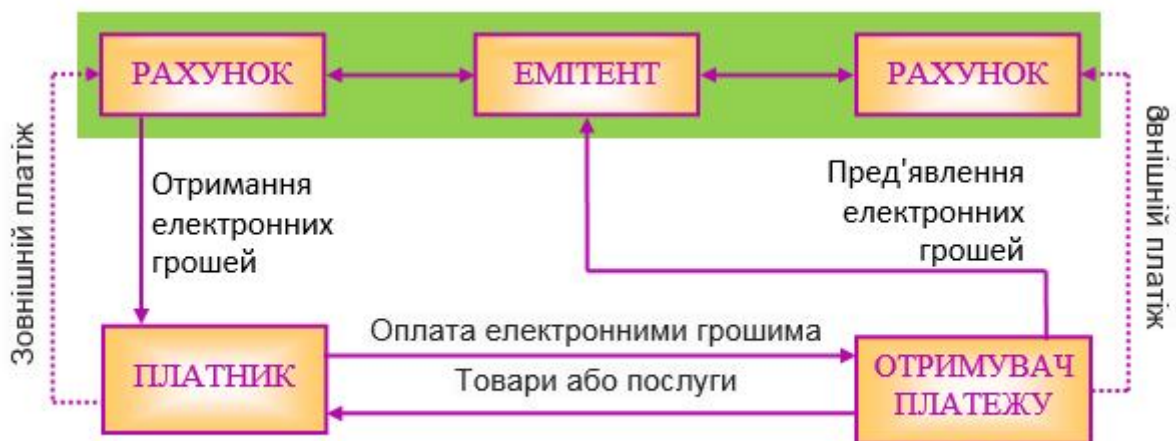 РАХУНОК
ЕМІТЕНТ
РАХУНОК
Зовнішній платіж
Отримання
електронних
грошей
Пред'явлення
електронних
грошей
Звнішній платіж
ПЛАТНИК
Оплата електронними грошима
Товари або послуги
ОТРИМУВАЧ
ПЛАТЕЖУ